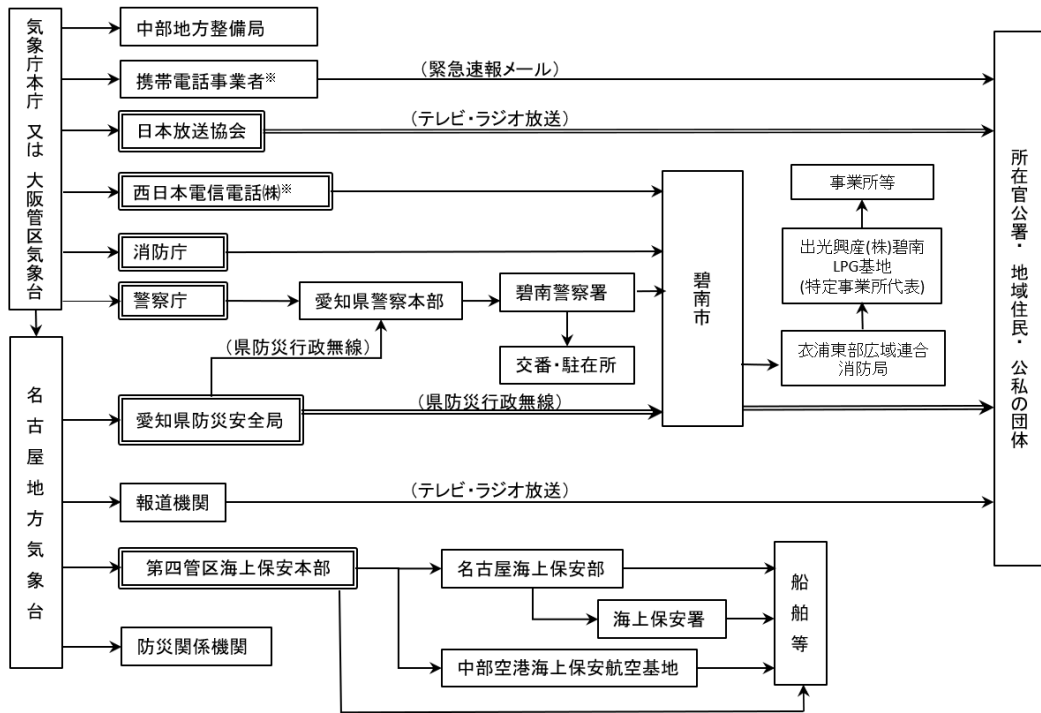 気象庁本庁 又は 大阪管区気象台
中部地方整備局
携帯電話事業者※
(緊急速報メール)
日本放送協会
(テレビ・ラジオ放送)
西日本電信電話㈱※
消防庁
警察庁
愛知県警察本部
碧南警察署
交番・駐在所
(県防災行政無線)
碧南市
事業所等
出光興産(株)碧南
LPG基地
(特定事業所代表)
衣浦東部広域連合
消防局
所在官公署・地域住民・公私の団体
名古屋地方気象台
愛知県防災安全局
(県防災行政無線)
報道機関
(テレビ・ラジオ放送)
第四管区海上保安本部
名古屋海上保安部
海上保安署
中部空港海上保安航空基地
船舶等
防災関係機関